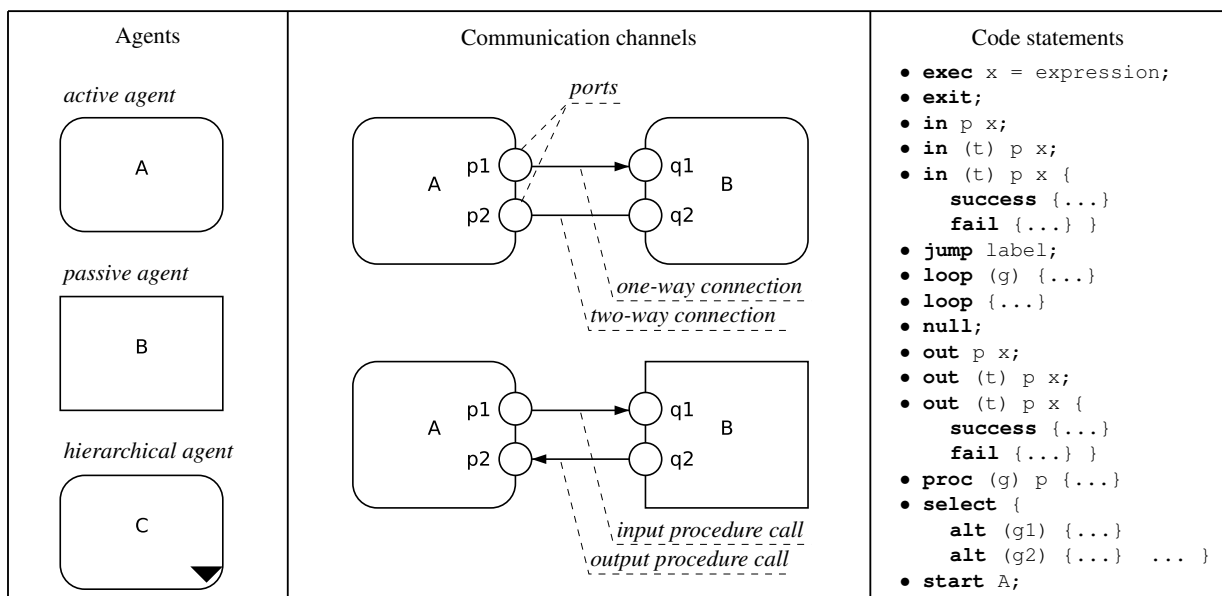 Agents
active agent
A
passive agent
B
hierarchical agent
C
Communication channels
ports
A
p1
p2
q1
q2
B
one-way connection
two-way connection
A
p1
p2
q1
q2
B
input procedure call
output procedure call
Code statements
• exec x = expression;
• exit;
• in p x;
• in (t) p x;
• in (t) p x {
success {...}
fail {...} }
• jump label;
• loop (g) {...}
• loop {...}
• null;
• out p x;
• out (t) p x;
• out (t) p x {
success {...}
fail {...} }
• proc (g) p {...}
• select {
alt (g1) {...}
alt (g2) {...} ... }
• start A;